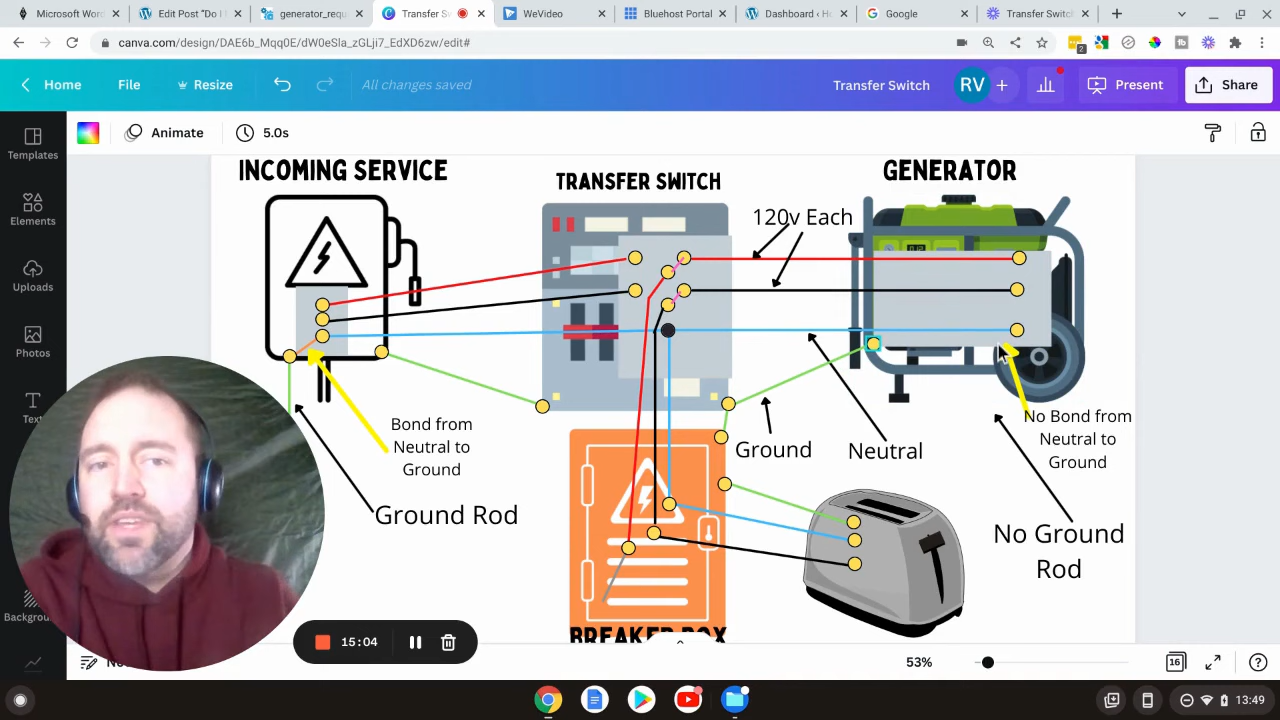 Microsoft Word
Edit Post “Do I
generator_requ
Transfer S
WeVideo
Bluehost Portal
Dashboard ‹ H
Google
Transfer Switch
canva.com/design/DAE6b_Mqq0E/dW0eSla_zGLji7_EdXD6zw/edit#
2
Home
File
Resize
All changes saved
Transfer Switch
RV
Present
Share
Animate
5.0s
Templates
Elements
Uploads
Photos
Text
Backgroun
INCOMING SERVICE
TRANSFER SWITCH
GENERATOR
120v Each
Bond from
Neutral to
Ground
Ground Rod
Ground
Neutral
No Bond from
Neutral to
Ground
No Ground
Rod
BREAKER BOX
15:04
53%
16
13:49